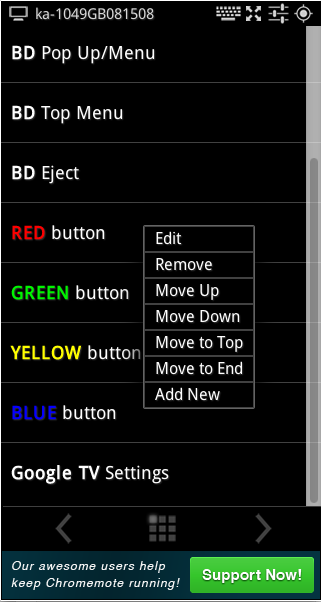 ka-1049GB081508
BD Pop Up/Menu
BD Top Menu
BD Eject
RED button
GREEN button
YELLOW button
BLUE button
Google TV Settings
Edit
Remove
Move Up
Move Down
Move to Top
Move to End
Add New
Our awesome users help
keep Chromemote running!
Support Now!